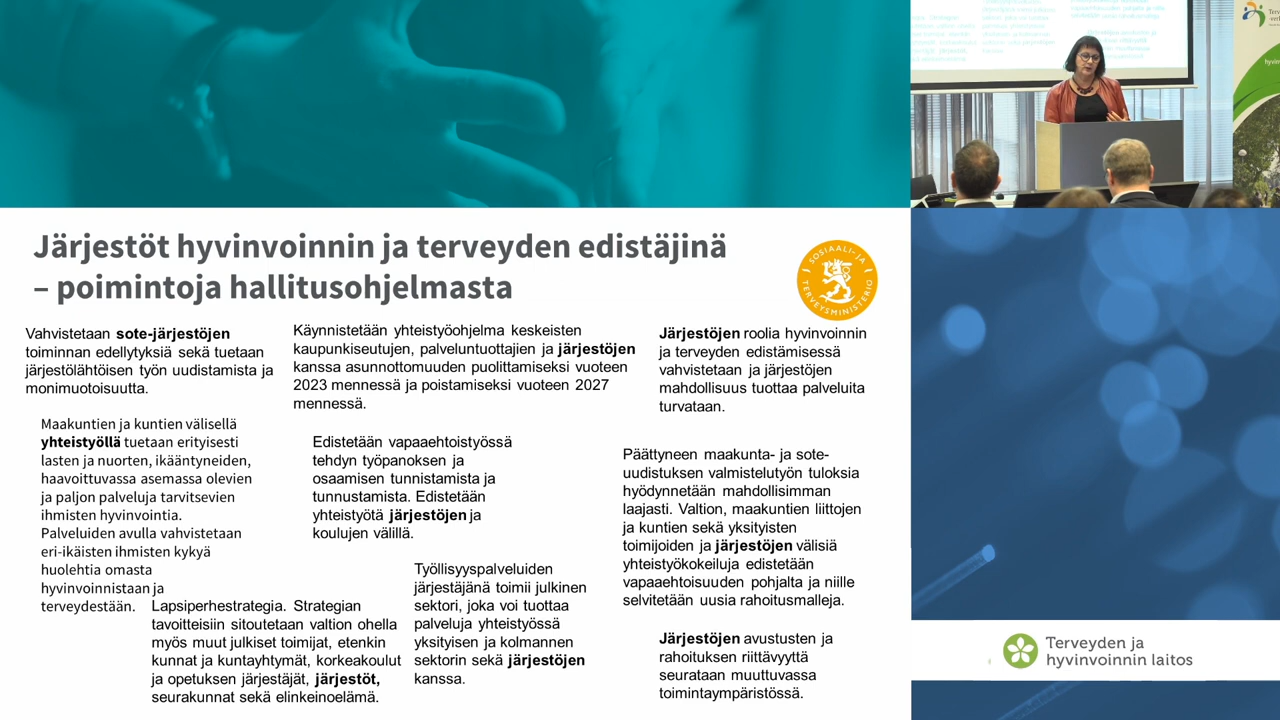 Järjestöt hyvinvoinnin ja terveyden edistäjinä
– poimintoja hallitusohjelmasta
SOSIAALI- JA
TERVEYSMINISTERIÖ
Vahvistetaan sote-järjestöjen
toiminnan edellytyksiä sekä tuetaan
järjestölähtöisen työn uudistamista ja
monimuotoisuutta.
Maakuntien ja kuntien välisellä
yhteistyöllä tuetaan erityisesti
lasten ja nuorten, ikääntyneiden,
haavoittuvassa asemassa olevien
ja paljon palveluja tarvitsevien
ihmisten hyvinvointia.
Palveluiden avulla vahvistetaan
eri-ikäisten ihmisten kykyä
huolehtia omasta
hyvinvoinnistaan ja
terveydestään.
Lapsiperhestrategia. Strategian
tavoitteisiin sitoutetaan valtion ohella
myös muut julkiset toimijat, etenkin
kunnat ja kuntayhtymät, korkeakoulut
ja opetuksen järjestäjät, järjestöt,
seurakunnat sekä elinkeinoelämä.
Käynnistetään yhteistyöohjelma keskeisten
kaupunkiseutujen, palveluntuottajien ja järjestöjen
kanssa asunnottomuuden puolittamiseksi vuoteen
2023 mennessä ja poistamiseksi vuoteen 2027
mennessä.
Edistetään vapaaehtoistyössä
tehdyn työpanoksen ja
osaamisen tunnistamista ja
tunnustamista. Edistetään
yhteistyötä järjestöjen ja
koulujen välillä.
Työllisyyspalveluiden
järjestäjänä toimii julkinen
sektori, joka voi tuottaa
palveluja yhteistyössä
yksityisen ja kolmannen
sektorin sekä järjestöjen
kanssa.
Järjestöjen roolia hyvinvoinnin
ja terveyden edistämisessä
vahvistetaan ja järjestöjen
mahdollisuus tuottaa palveluita
turvataan.
Päättyneen maakunta- ja sote-
uudistuksen valmistelutyön tuloksia
hyödynnetään mahdollisimman
laajasti. Valtion, maakuntien liittojen
ja kuntien sekä yksityisten
toimijoiden ja järjestöjen välisiä
yhteistyökokeiluja edistetään
vapaaehtoisuuden pohjalta ja niille
selvitetään uusia rahoitusmalleja.
Järjestöjen avustusten ja
rahoituksen riittävyyttä
seurataan muuttuvassa
toimintaympäristössä.
Terveyden ja
hyvinvoinnin laitos